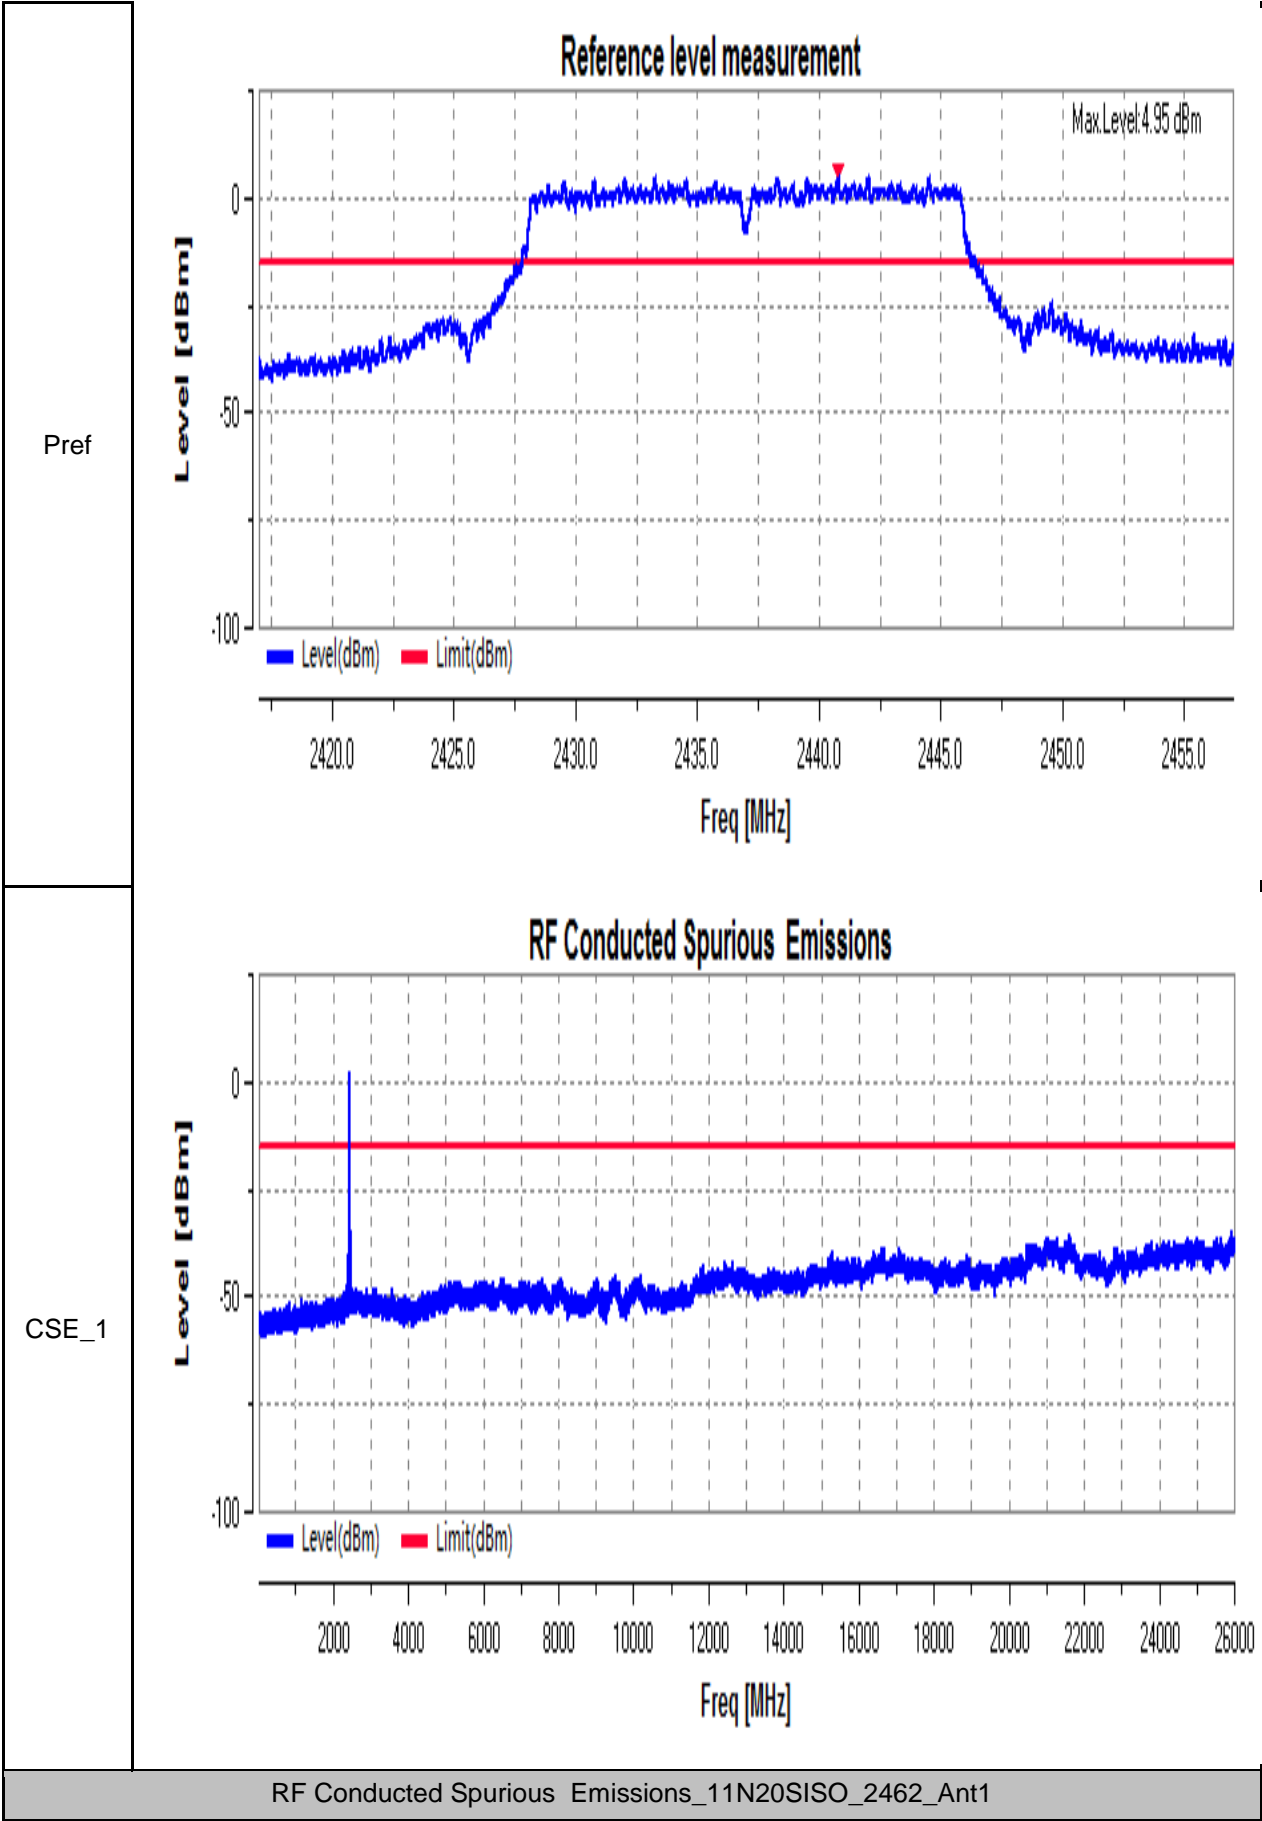 Pref
Reference level measurement
Max.Level:4.95 dBm
Level [dBm]
0
-50
-100
Level(dBm) Limit(dBm)
2420.0 2425.0 2430.0 2435.0 2440.0 2445.0 2450.0 2455.0
Freq [MHz]
CSE_1
RF Conducted Spurious Emissions
Level [dBm]
0
-50
-100
Level(dBm) Limit(dBm)
2000 4000 6000 8000 10000 12000 14000 16000 18000 20000 22000 24000 26000
Freq [MHz]
RF Conducted Spurious Emissions_11N20SISO_2462_Ant1